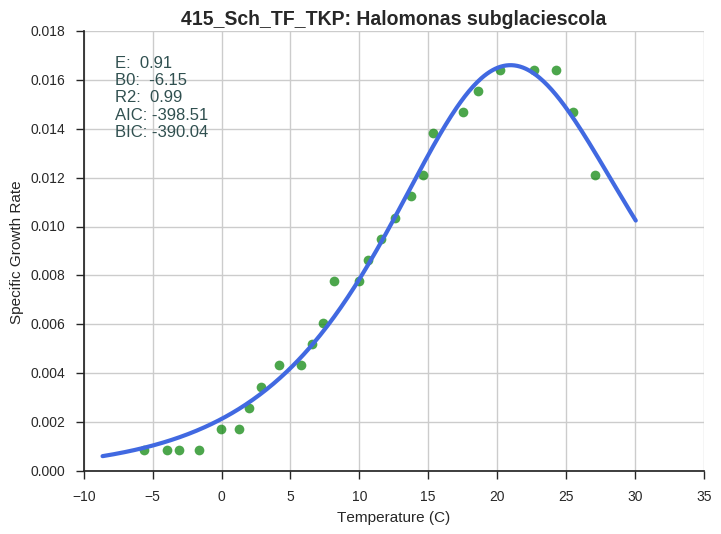 415_Sch_TF_TKP: Halomonas subglaciescola
E:  0.91
B0:  -6.15
R2:  0.99
AIC: -398.51
BIC: -390.04
Specific Growth Rate
0.018
0.016
0.014
0.012
0.010
0.008
0.006
0.004
0.002
0.000
−10 −5 0 5 10 15 20 25 30 35
Temperature (C)